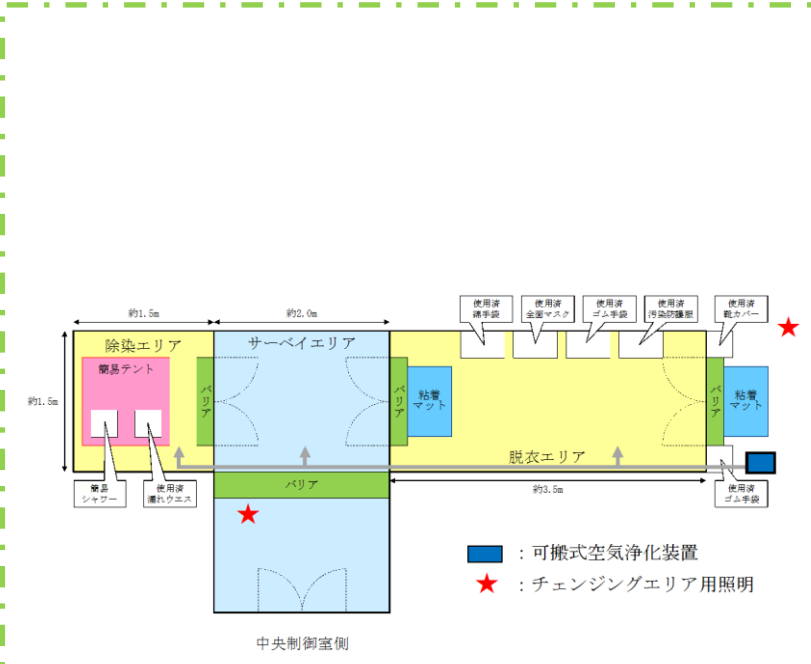 使用済
綿手袋
使用済
全面マスク
使用済
ゴム手袋
使用済
汚染防護服
使用済
靴カバー
約1.5m
約2.0m
除染エリア
サーベイエリア
簡易テント
バリア
バリア
粘着
マット
バリア
粘着
マット
約1.5m
脱衣エリア
簡易
シャワー
使用済
濡れウエス
バリア
約3.5m
使用済
ゴム手袋
:可搬式空気浄化装置
:チェンジングエリア用照明
中央制御室側